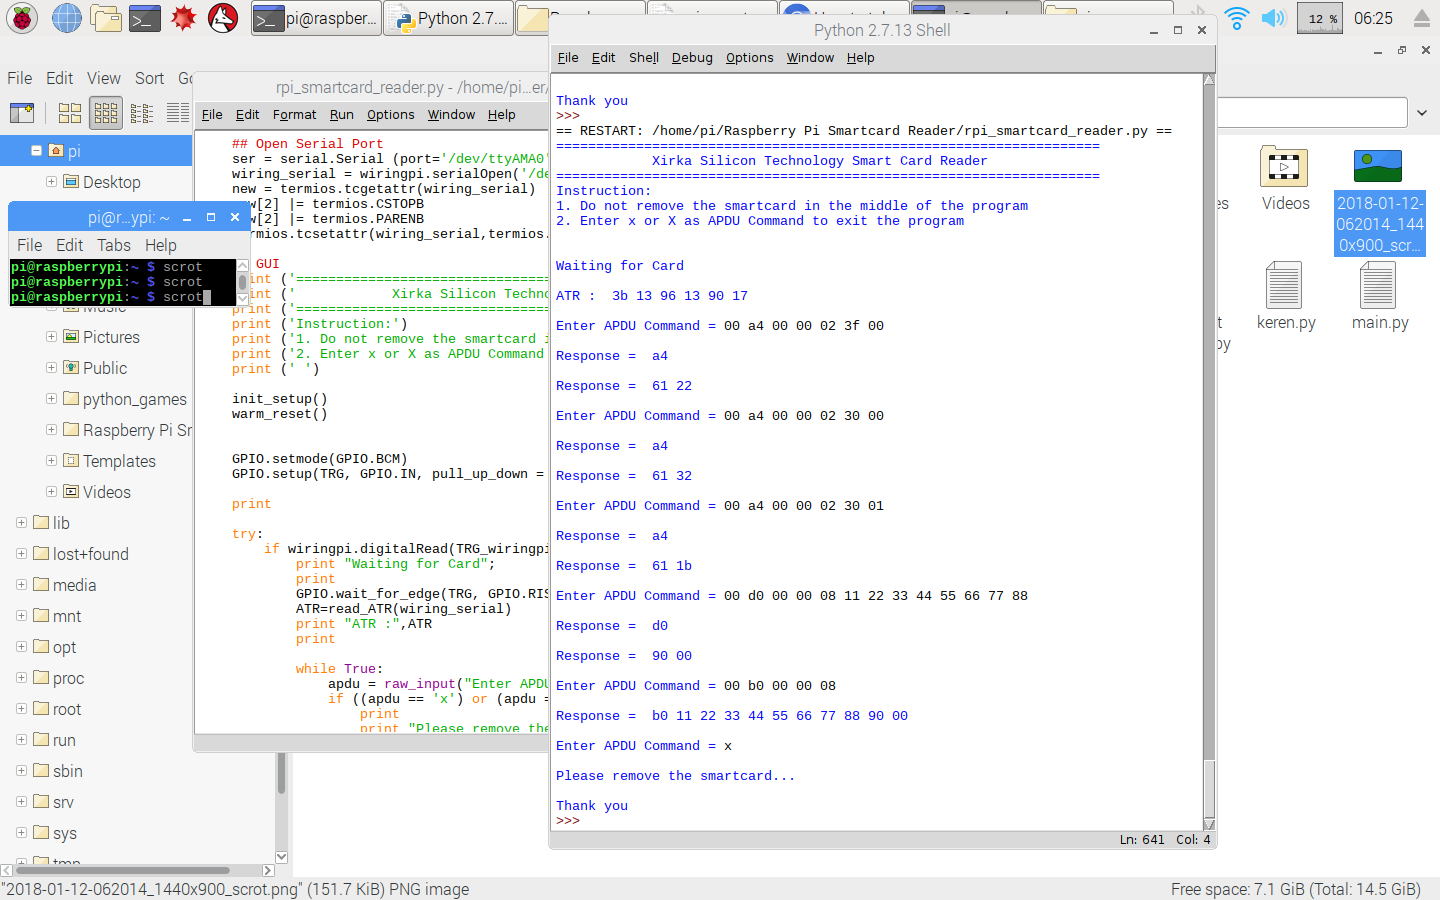 pi@raspber...
Python 2.7....
12 %
06:25
File Edit View Sort Go
pi
Desktop
Music
Pictures
Public
python_games
Raspberry Pi Sr
Templates
Videos
lib
lost+found
media
mnt
opt
proc
root
run
sbin
srv
sys
tmp
pi@r...ypi: ~
File Edit Tabs Help
pi@raspberrypi:~ $ scrot
pi@raspberrypi:~ $ scrot
pi@raspberrypi:~ $ scrot
rpi_smartcard_reader.py - /home/pi...er/
File Edit Format Run Options Window Help
## Open Serial Port
ser = serial.Serial (port='/dev/ttyAMA0'
wiring_serial = wiringpi.serialOpen('/de
new = termios.tcgetattr(wiring_serial)
w[2] |= termios.CSTOPB
w[2] |= termios.PARENB
rmios.tcsetattr(wiring_serial,termios.
GUI
int ('================================
int ('            Xirka Silicon Techno
print ('===============================
print ('Instruction:')
print ('1. Do not remove the smartcard i
print ('2. Enter x or X as APDU Command
print (' ')
init_setup()
warm_reset()
GPIO.setmode(GPIO.BCM)
GPIO.setup(TRG, GPIO.IN, pull_up_down =
print
try:
if wiringpi.digitalRead(TRG_wiringpi
print "Waiting for Card";
print
GPIO.wait_for_edge(TRG, GPIO.RIS
ATR=read_ATR(wiring_serial)
print "ATR :",ATR
print
while True:
apdu = raw_input("Enter APDU
if ((apdu == 'x') or (apdu =
print
print "Please remove the
Python 2.7.13 Shell
File Edit Shell Debug Options Window Help
Thank you
>>>
== RESTART: /home/pi/Raspberry Pi Smartcard Reader/rpi_smartcard_reader.py ==
====================================================================
Xirka Silicon Technology Smart Card Reader
====================================================================
Instruction:
1. Do not remove the smartcard in the middle of the program
2. Enter x or X as APDU Command to exit the program
Waiting for Card
ATR :  3b 13 96 13 90 17
Enter APDU Command = 00 a4 00 00 02 3f 00
Response =  a4
Response =  61 22
Enter APDU Command = 00 a4 00 00 02 30 00
Response =  a4
Response =  61 32
Enter APDU Command = 00 a4 00 00 02 30 01
Response =  a4
Response =  61 1b
Enter APDU Command = 00 d0 00 00 08 11 22 33 44 55 66 77 88
Response =  d0
Response =  90 00
Enter APDU Command = 00 b0 00 00 08
Response =  b0 11 22 33 44 55 66 77 88 90 00
Enter APDU Command = x
Please remove the smartcard...
Thank you
>>>
Ln: 641 Col: 4
es
Videos
2018-01-12-
062014_144
0x900_scr...
t
py
keren.py
main.py
"2018-01-12-062014_1440x900_scrot.png" (151.7 KiB) PNG image
Free space: 7.1 GiB (Total: 14.5 GiB)